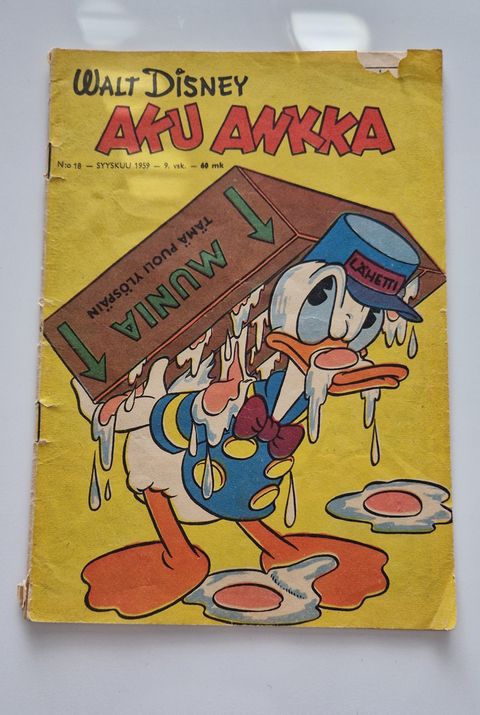 WALT DISNEY
AKU ANKKA
N:o 18 — SYYSKUU 1959 — 9. vsk. — 60 mk
LÄHETTI
MUNIA
TÄMÄ PUOLI YLÖSPÄIN